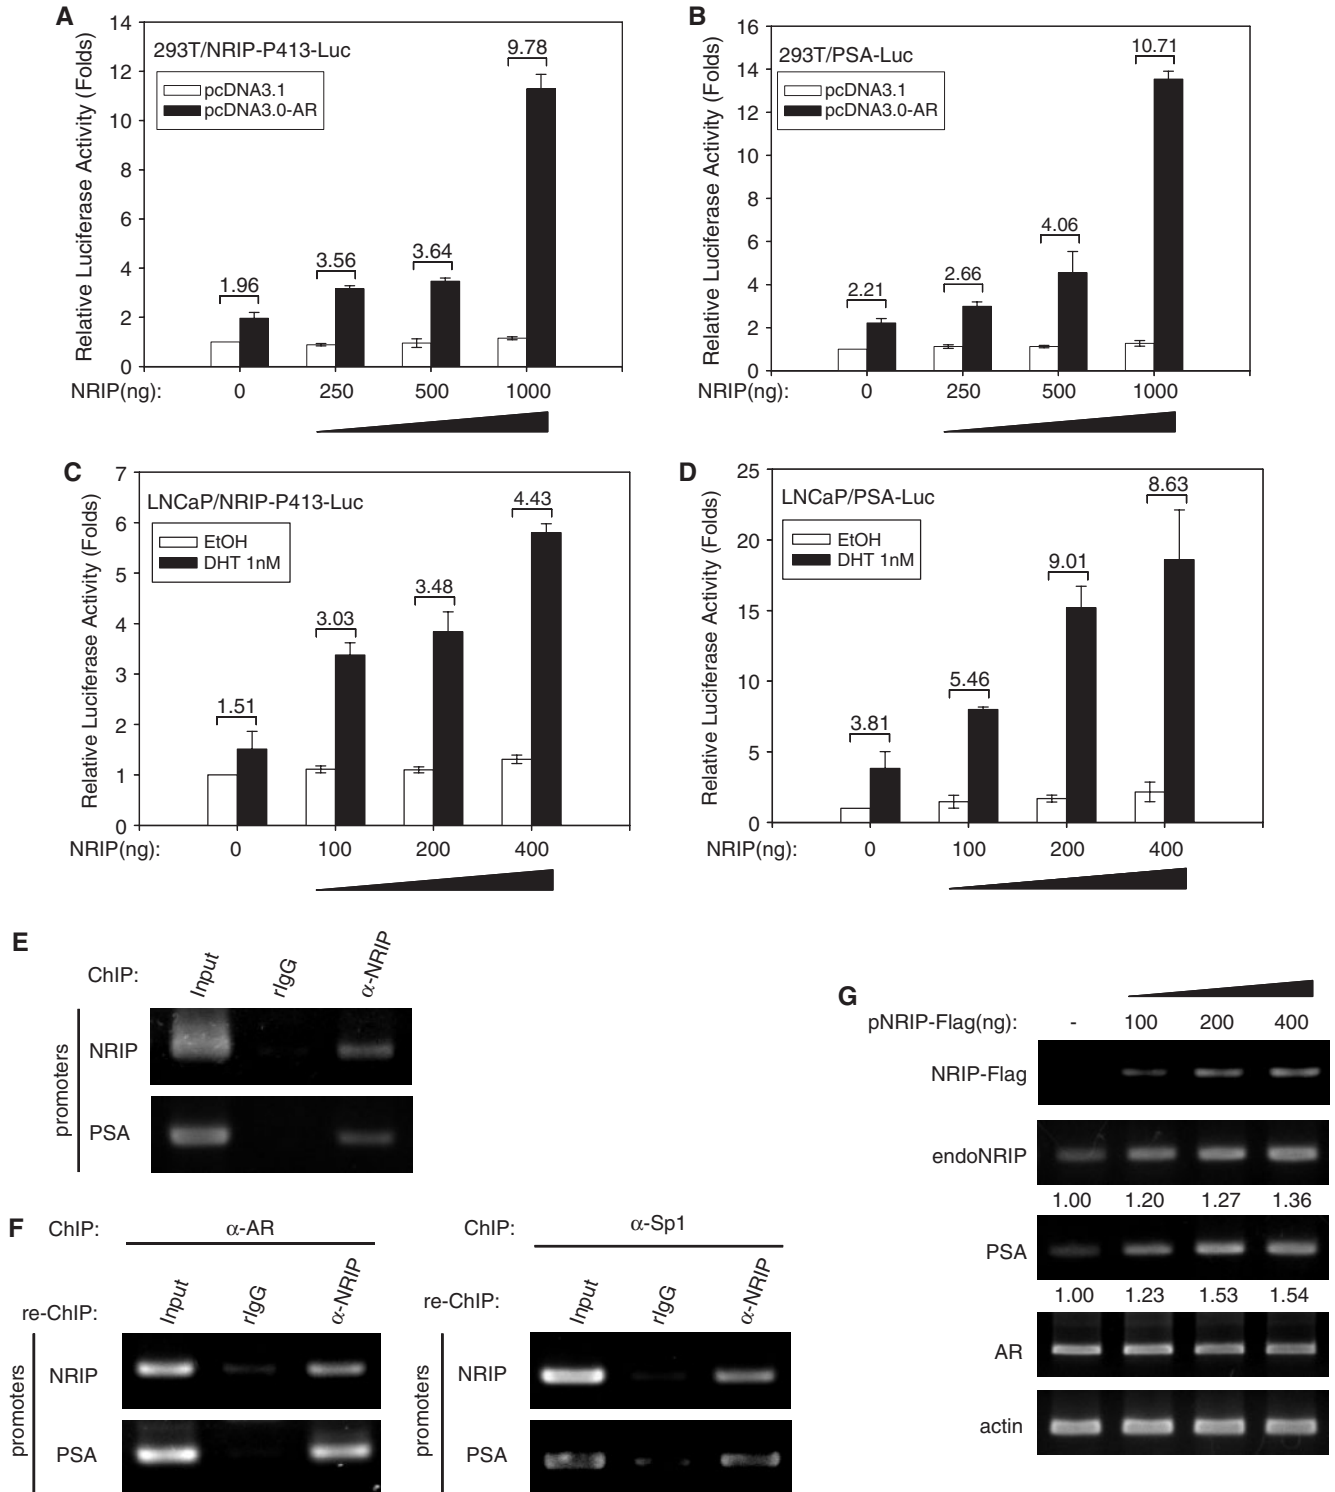 A
Relative Luciferase Activity (Folds)
14
12
10
8
6
4
2
0
293T/NRIP-P413-Luc
pcDNA3.1
pcDNA3.0-AR
1.96
3.56
3.64
9.78
NRIP(ng): 0 250 500 1000
B
Relative Luciferase Activity (Folds)
16
14
12
10
8
6
4
2
0
293T/PSA-Luc
pcDNA3.1
pcDNA3.0-AR
2.21
2.66
4.06
10.71
NRIP(ng): 0 250 500 1000
C
Relative Luciferase Activity (Folds)
7
6
5
4
3
2
1
0
LNCaP/NRIP-P413-Luc
EtOH
DHT 1nM
1.51
3.03
3.48
4.43
NRIP(ng): 0 100 200 400
D
Relative Luciferase Activity (Folds)
25
20
15
10
5
0
LNCaP/PSA-Luc
EtOH
DHT 1nM
3.81
5.46
9.01
8.63
NRIP(ng): 0 100 200 400
E
ChIP: Input rIgG α-NRIP
promoters
NRIP
PSA
F
ChIP: α-AR
re-ChIP: Input rIgG α-NRIP
promoters
NRIP
PSA
ChIP: α-Sp1
re-ChIP: Input rIgG α-NRIP
promoters
NRIP
PSA
G
pNRIP-Flag(ng): - 100 200 400
NRIP-Flag
endoNRIP
1.00 1.20 1.27 1.36
PSA
1.00 1.23 1.53 1.54
AR
actin